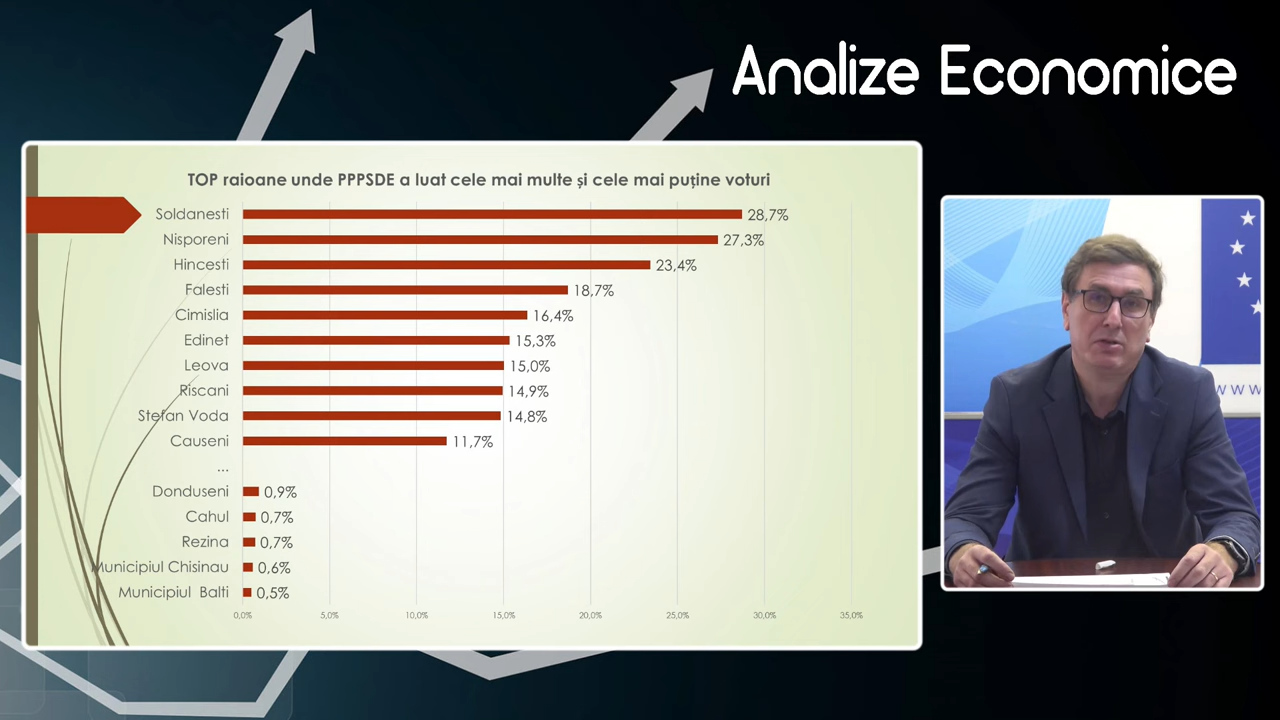 Analize Economice
TOP raioane unde PPPSDE a luat cele mai multe și cele mai puține voturi
Soldanesti 28,7%
Nisporeni 27,3%
Hincesti 23,4%
Falesti 18,7%
Cimislia 16,4%
Edinet 15,3%
Leova 15,0%
Riscani 14,9%
Stefan Voda 14,8%
Causeni 11,7%
...
Donduseni 0,9%
Cahul 0,7%
Rezina 0,7%
Municipiul Chisinau 0,6%
Municipiul Balti 0,5%
0,0% 5,0% 10,0% 15,0% 20,0% 25,0% 30,0% 35,0%
WWW